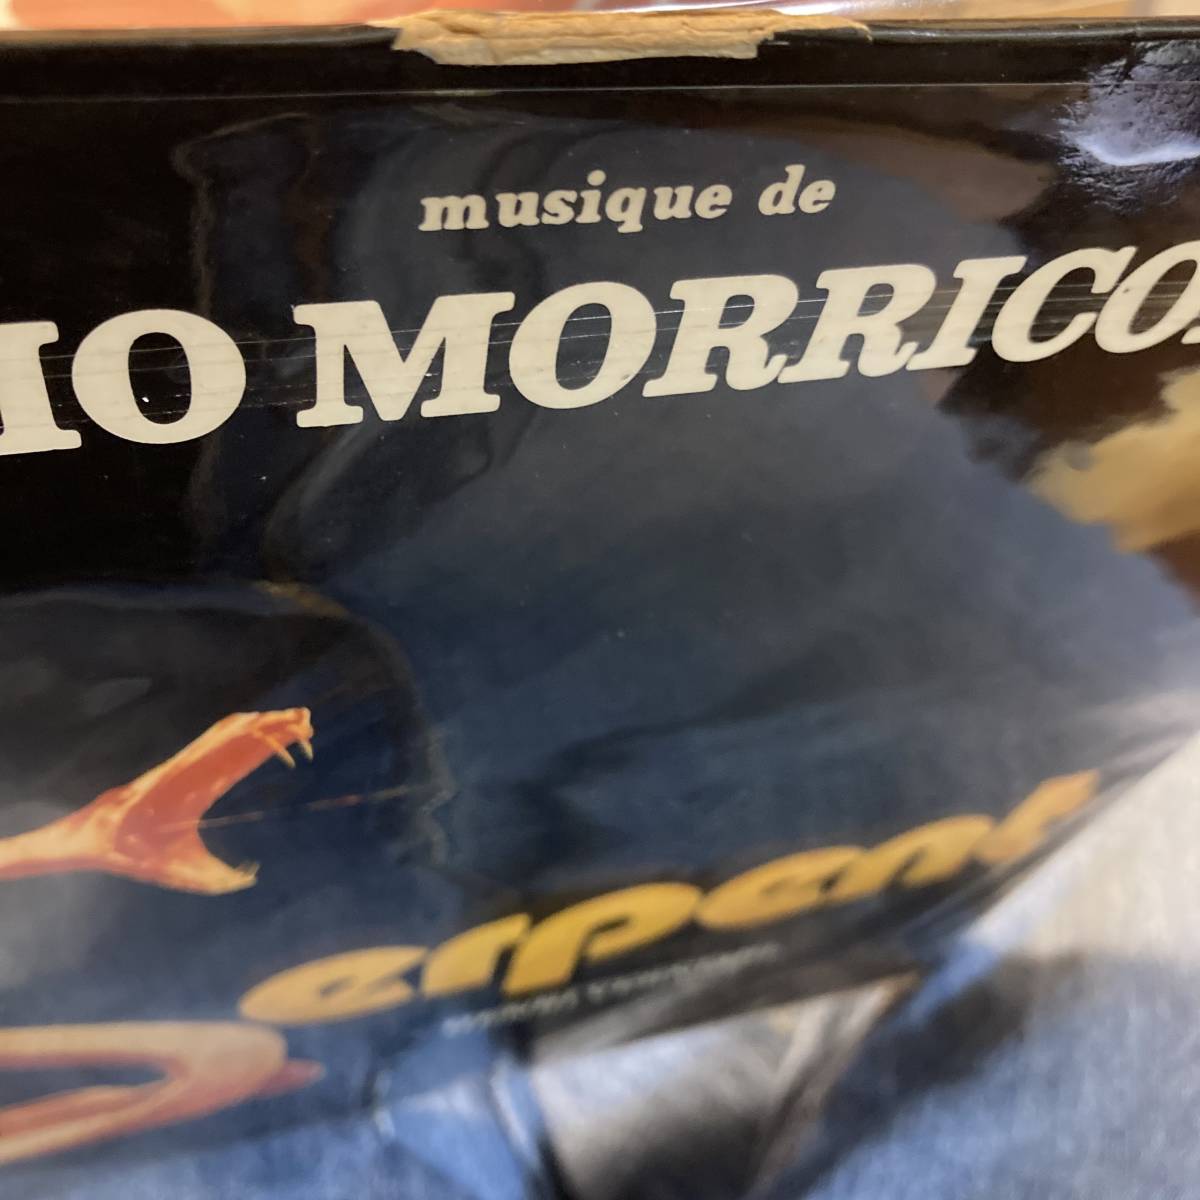 musique de
IO MORRICO
erpent